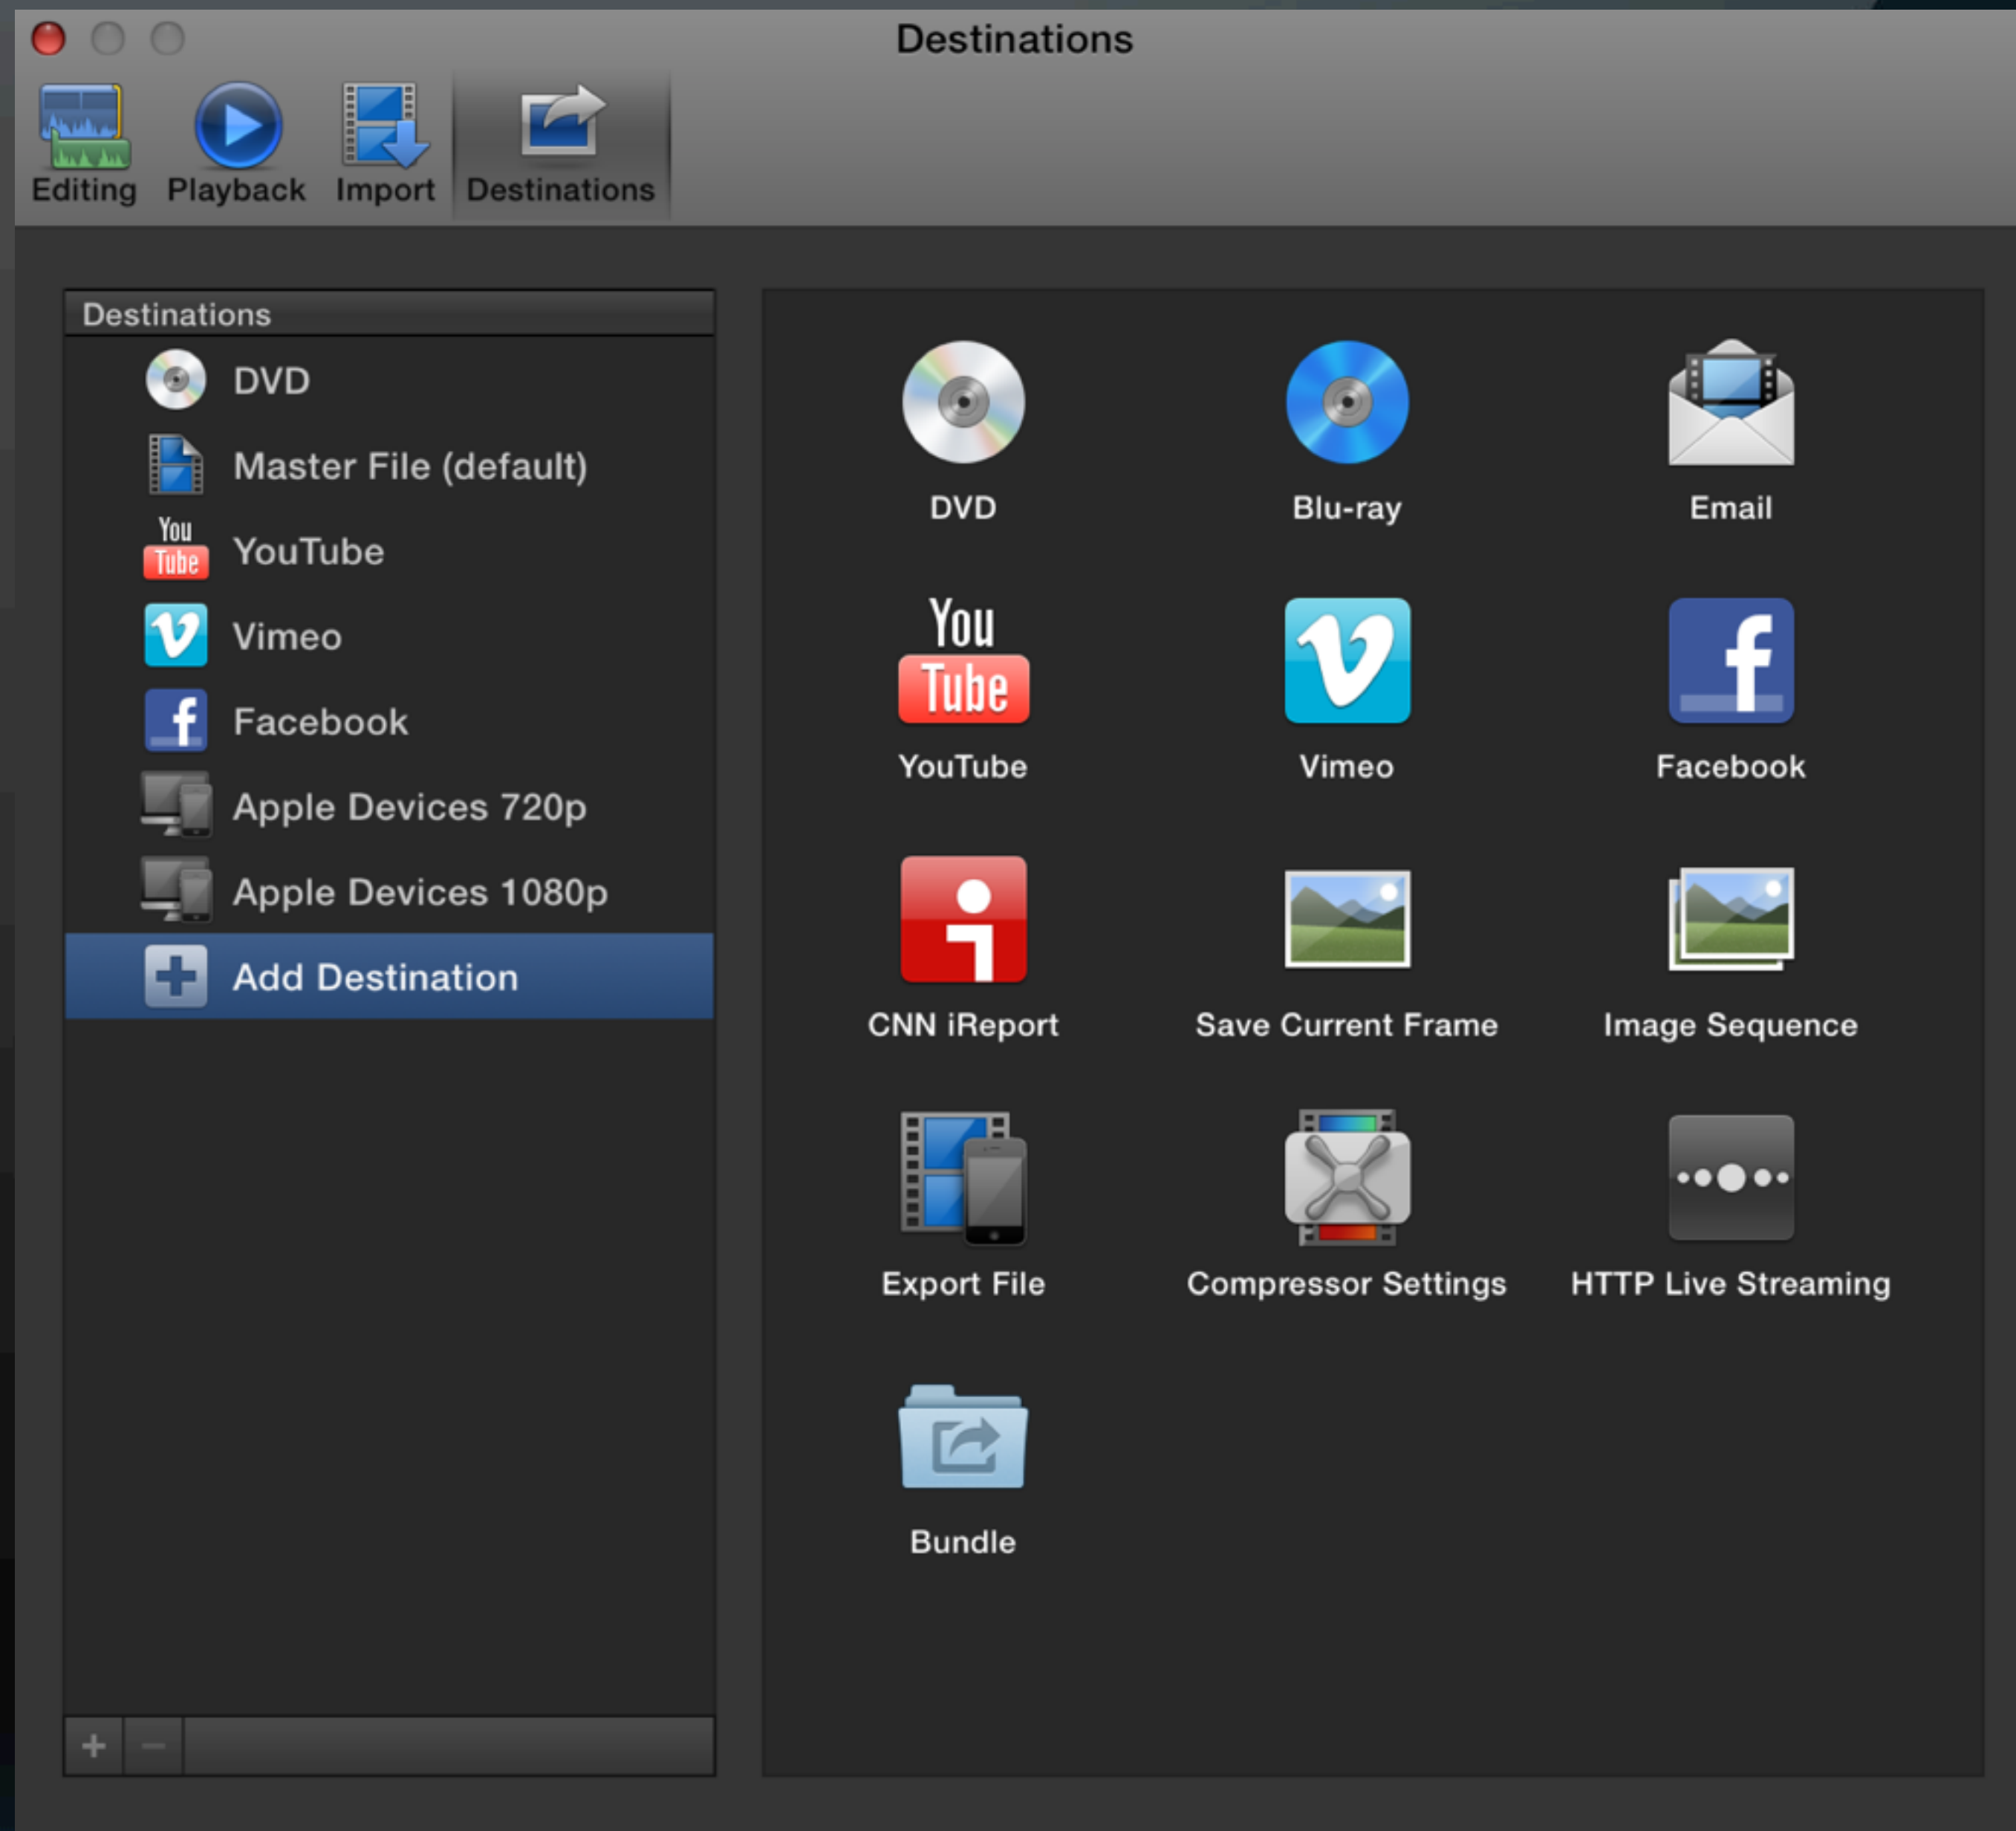 Destinations
Editing Playback Import Destinations
Destinations
DVD
Master File (default)
You
Tube
YouTube
Vimeo
Facebook
Apple Devices 720p
Apple Devices 1080p
Add Destination
DVD Blu-ray Email
You
Tube
YouTube Vimeo Facebook
CNN iReport Save Current Frame Image Sequence
Export File Compressor Settings HTTP Live Streaming
Bundle